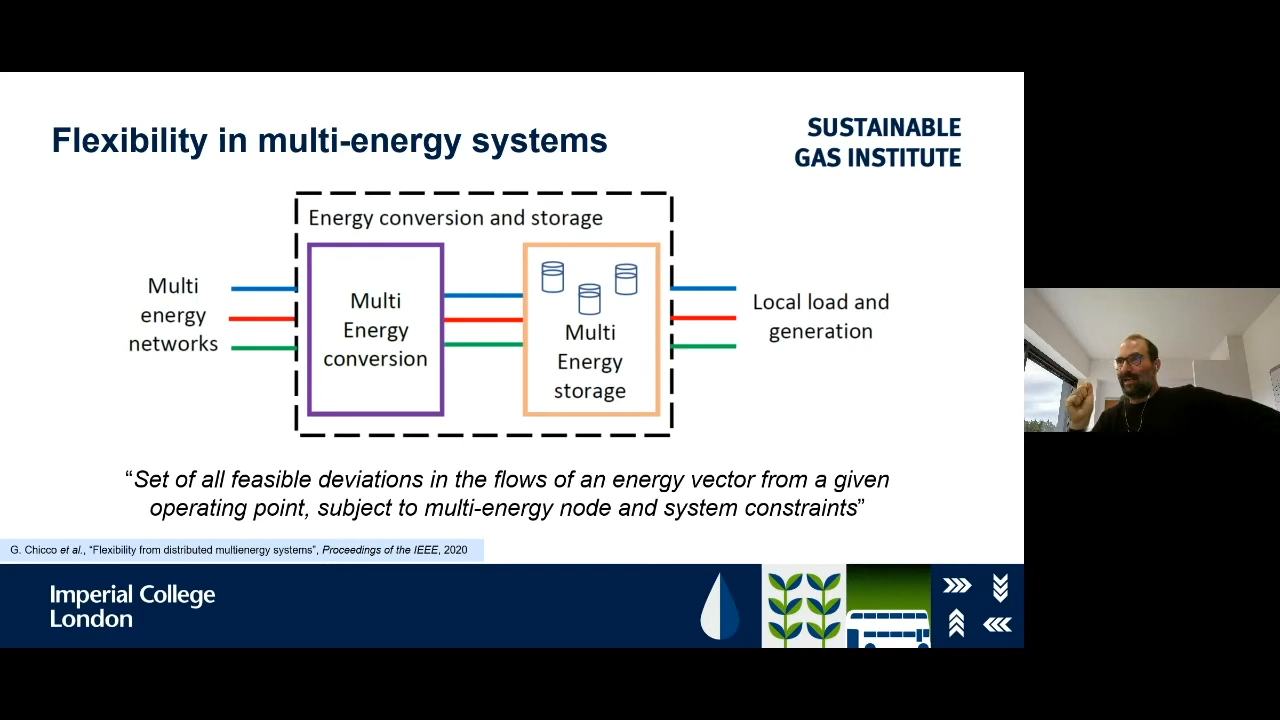 Flexibility in multi-energy systems
SUSTAINABLE
GAS INSTITUTE
Energy conversion and storage
Multi
energy
networks
Multi
Energy
conversion
Multi
Energy
storage
Local load and
generation
“Set of all feasible deviations in the flows of an energy vector from a given
operating point, subject to multi-energy node and system constraints”
G. Chicco et al., “Flexibility from distributed multienergy systems”, Proceedings of the IEEE, 2020
Imperial College
London